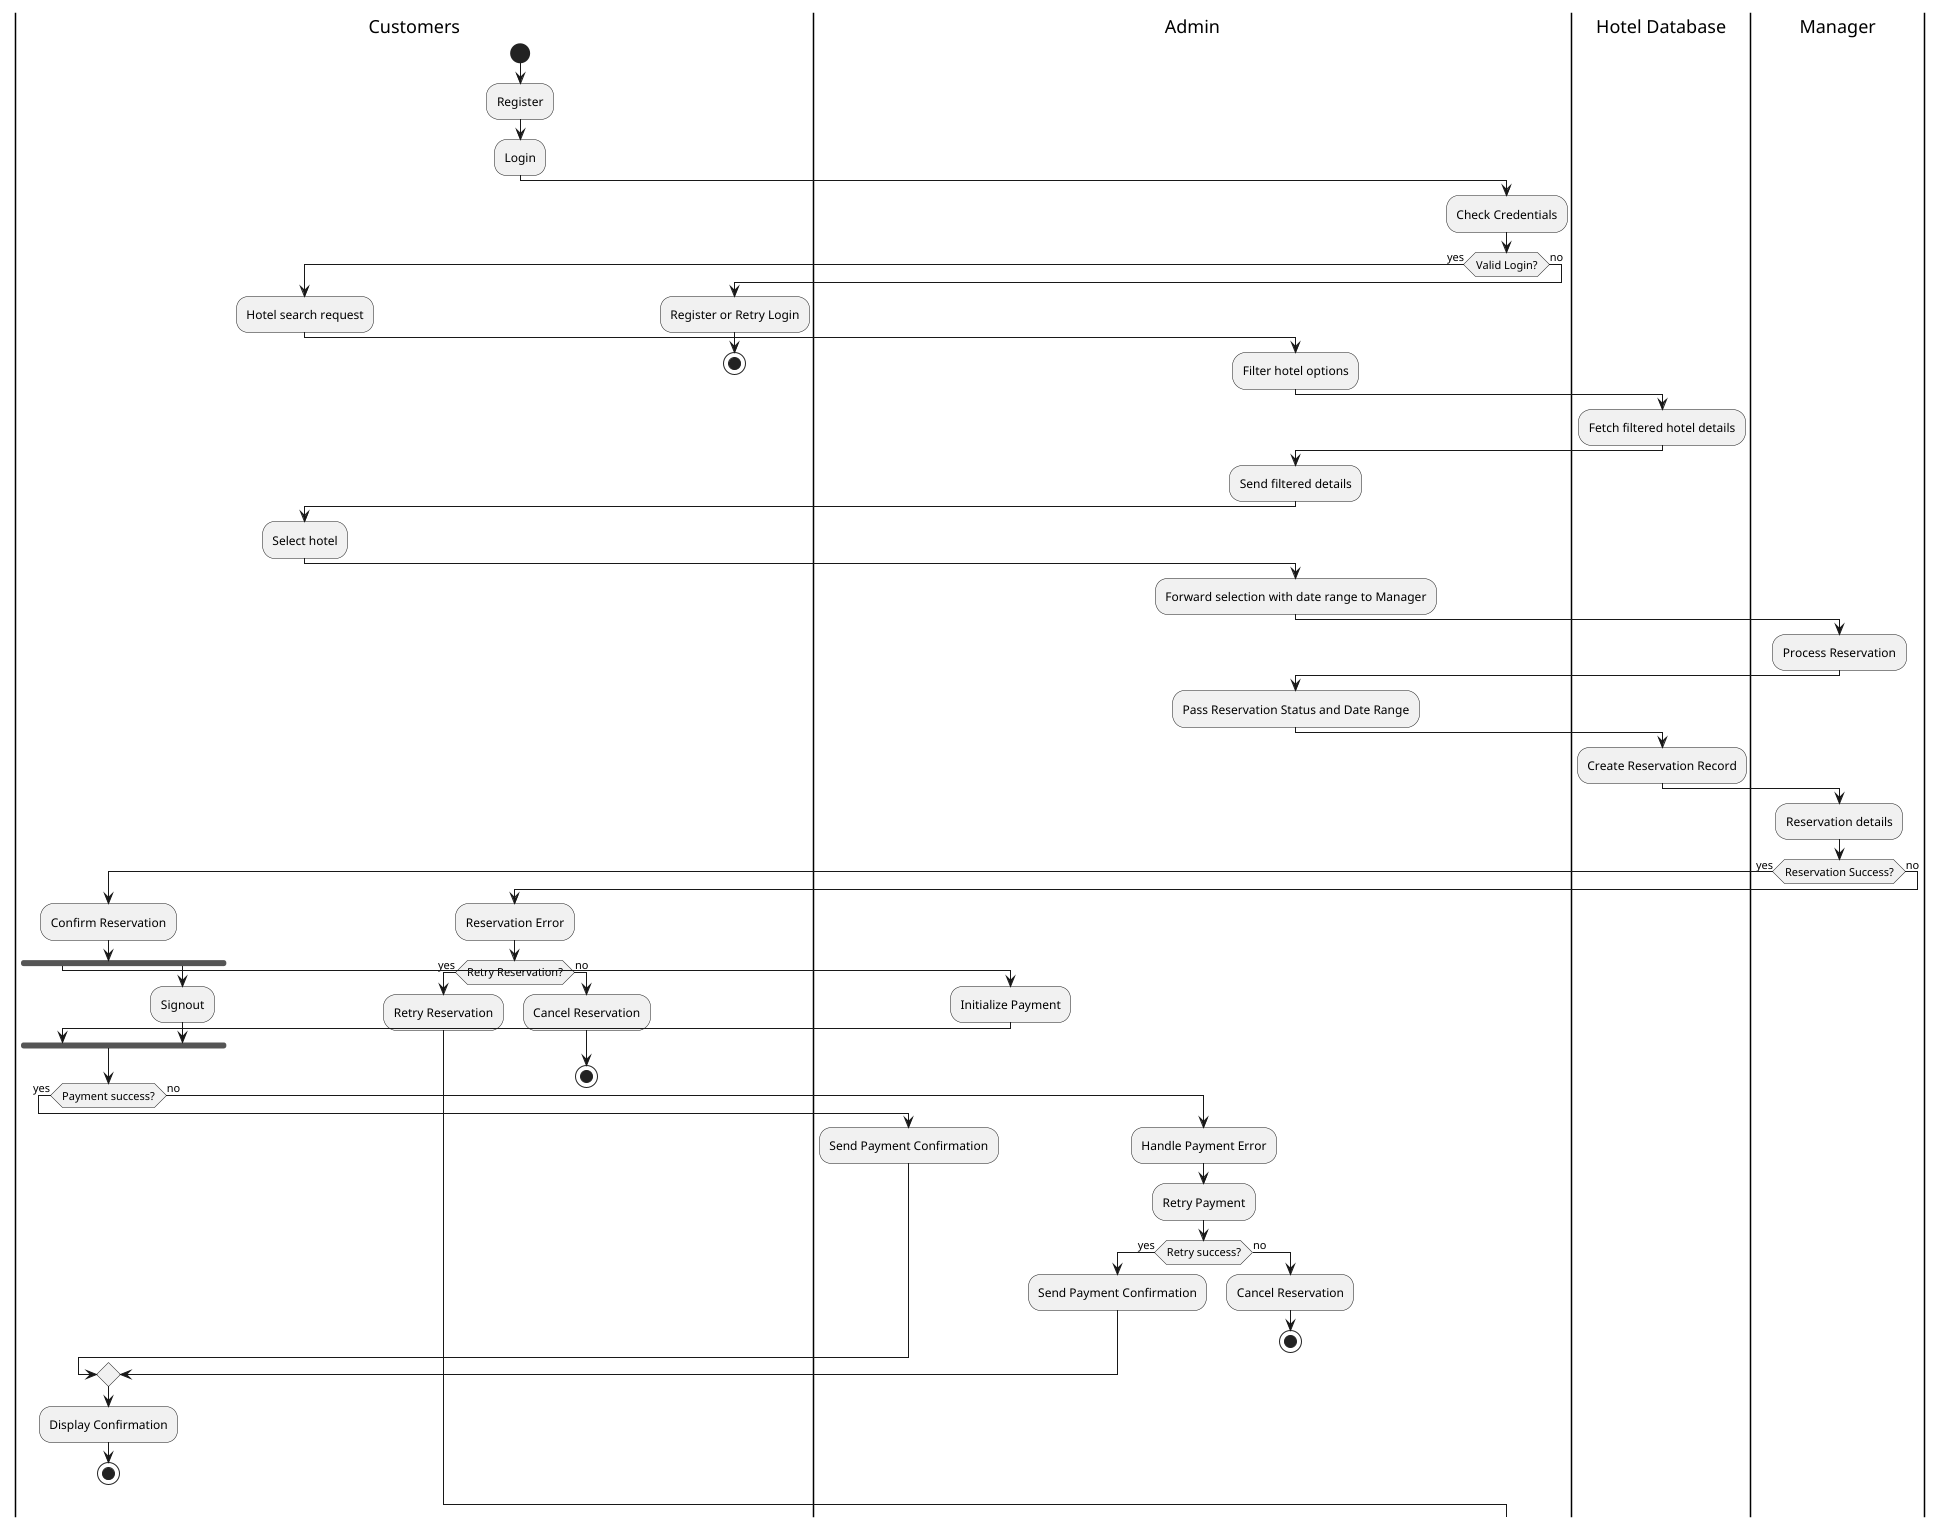 Customers
Admin
Hotel Database
Manager
Register
Login
Check Credentials
yes
Valid Login?
no
Hotel search request
Register or Retry Login
Filter hotel options
Fetch filtered hotel details
Send filtered details
Select hotel
Forward selection with date range to Manager
Process Reservation
Pass Reservation Status and Date Range
Create Reservation Record
Reservation details
yes
Reservation Success?
no
Confirm Reservation
Reservation Error
yes
Retry Reservation?
no
Signout
Retry Reservation
Cancel Reservation
Initialize Payment
yes
Payment success?
no
Send Payment Confirmation
Handle Payment Error
Retry Payment
yes
Retry success?
no
Send Payment Confirmation
Cancel Reservation
Display Confirmation